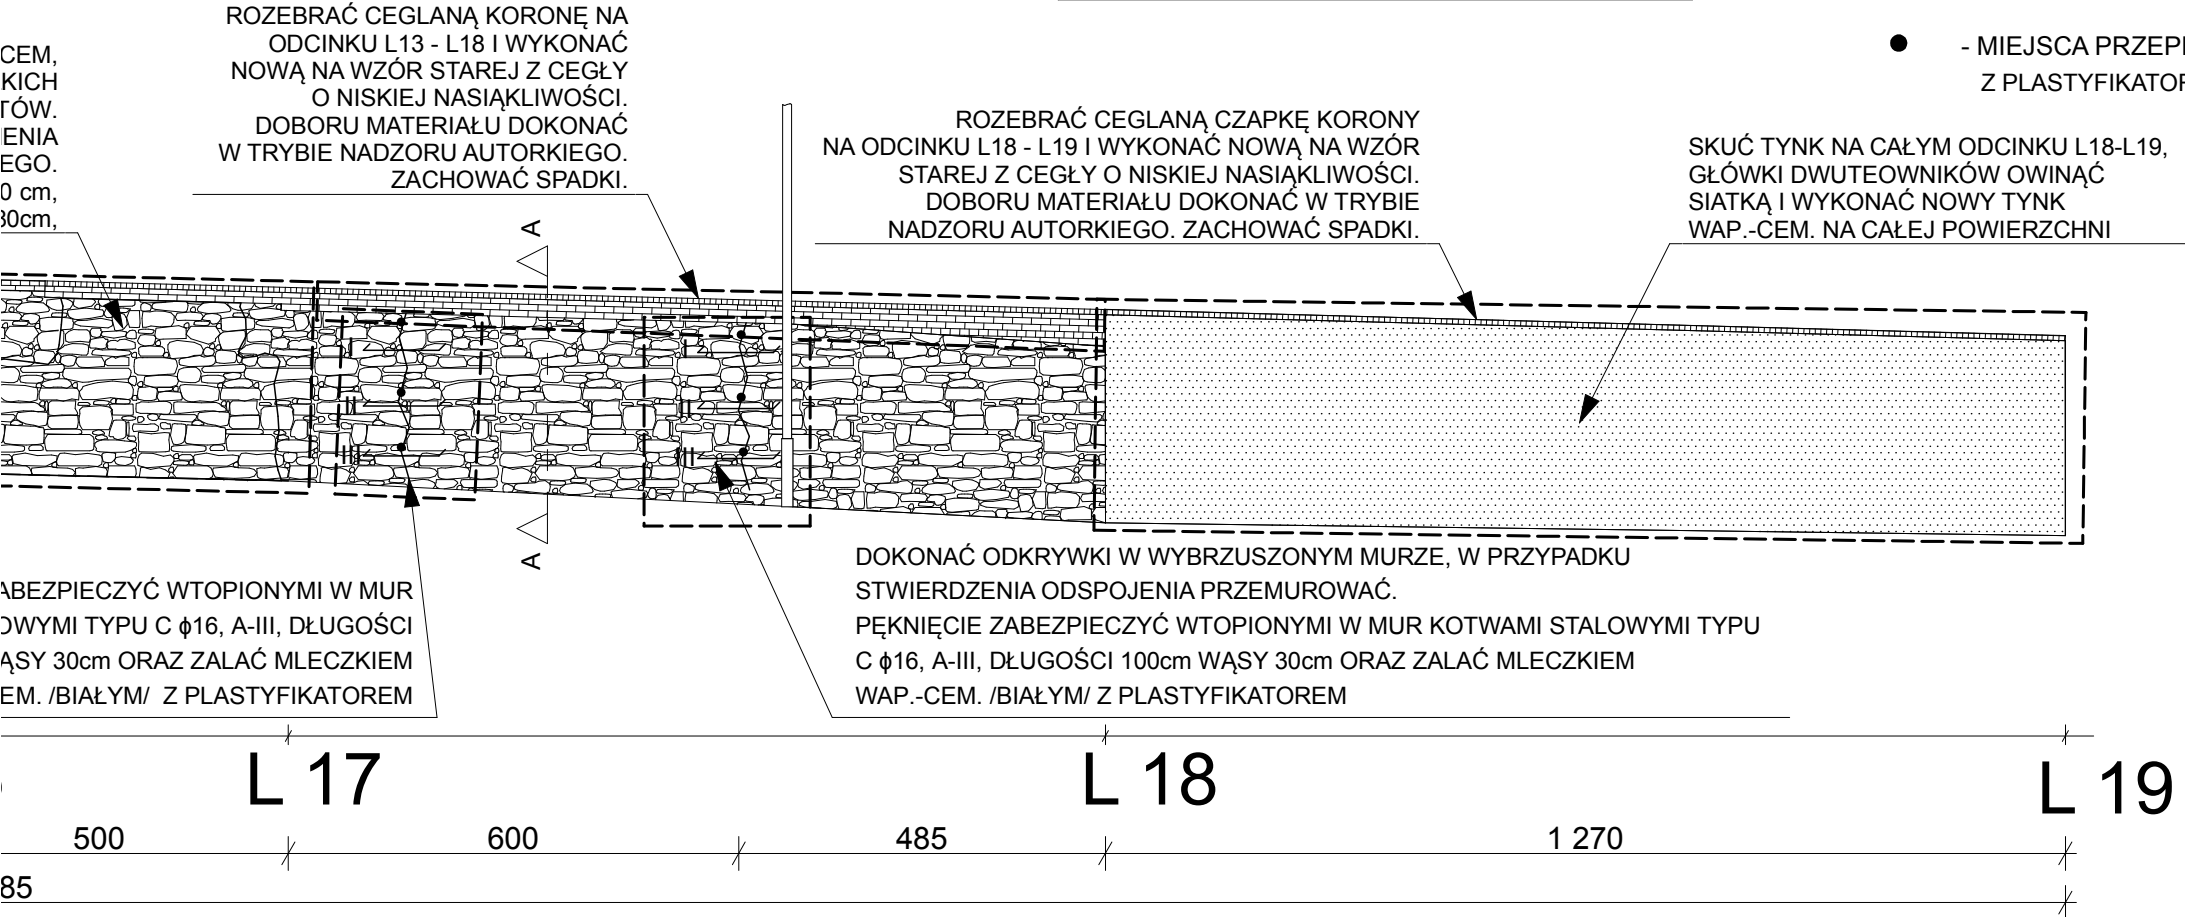 CEM,
KICH
TÓW.
IENIA
EGO.
0 cm,
30cm,
ROZEBRAĆ CEGLANĄ KORONĘ NA
ODCINKU L13 - L18 I WYKONAĆ
NOWĄ NA WZÓR STAREJ Z CEGŁY
O NISKIEJ NASIĄKLIWOŚCI.
DOBORU MATERIAŁU DOKONAĆ
W TRYBIE NADZORU AUTORKIEGO.
ZACHOWAĆ SPADKI.
ROZEBRAĆ CEGLANĄ CZAPKĘ KORONY
NA ODCINKU L18 - L19 I WYKONAĆ NOWĄ NA WZÓR
STAREJ Z CEGŁY O NISKIEJ NASIĄKLIWOŚCI.
DOBORU MATERIAŁU DOKONAĆ W TRYBIE
NADZORU AUTORKIEGO. ZACHOWAĆ SPADKI.
- MIEJSCA PRZEP
Z PLASTYFIKATOR
SKUĆ TYNK NA CAŁYM ODCINKU L18-L19,
GŁÓWKI DWUTEOWNIKÓW OWINĄĆ
SIATKĄ I WYKONAĆ NOWY TYNK
WAP.-CEM. NA CAŁEJ POWIERZCHNI
A
I
II
III
I
II
III
A
ABEZPIECZYĆ WTOPIONYMI W MUR
OWYMI TYPU C ϕ16, A-III, DŁUGOŚCI
ĄSY 30cm ORAZ ZALAĆ MLECZKIEM
EM. /BIAŁYM/ Z PLASTYFIKATOREM
DOKONAĆ ODKRYWKI W WYBRZUSZONYM MURZE, W PRZYPADKU
STWIERDZENIA ODSPOJENIA PRZEMUROWAĆ.
PĘKNIĘCIE ZABEZPIECZYĆ WTOPIONYMI W MUR KOTWAMI STALOWYMI TYPU
C ϕ16, A-III, DŁUGOŚCI 100cm WĄSY 30cm ORAZ ZALAĆ MLECZKIEM
WAP.-CEM. /BIAŁYM/ Z PLASTYFIKATOREM
L 17
L 18
L 19
500
600
485
1 270
85